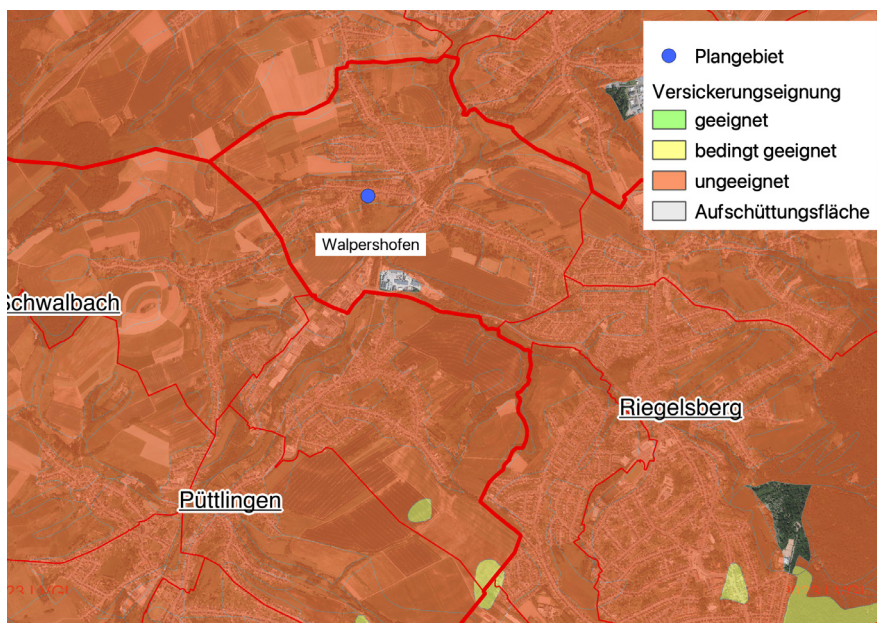 Plangebiet
Versickerungseignung
geeignet
bedingt geeignet
ungeeignet
Aufschüttungsfläche
Walpershofen
Schwalbach
Riegelsberg
Püttlingen